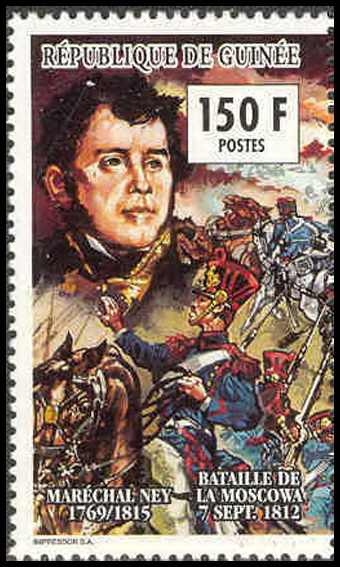 RÉPUBLIQUE DE GUINÉE
150 F
POSTES
MARÉCHAL NEY
1769/1815
BATAILLE DE
LA MOSCOWA
7 SEPT. 1812
IMPRESSOR S.A.